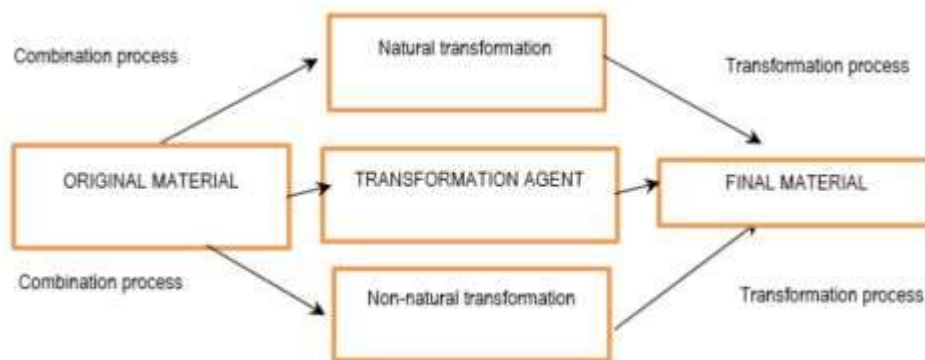 Natural transformation
Combination process
Transformation process
ORIGINAL MATERIAL
TRANSFORMATION AGENT
FINAL MATERIAL
Combination process
Non-natural transformation
Transformation process